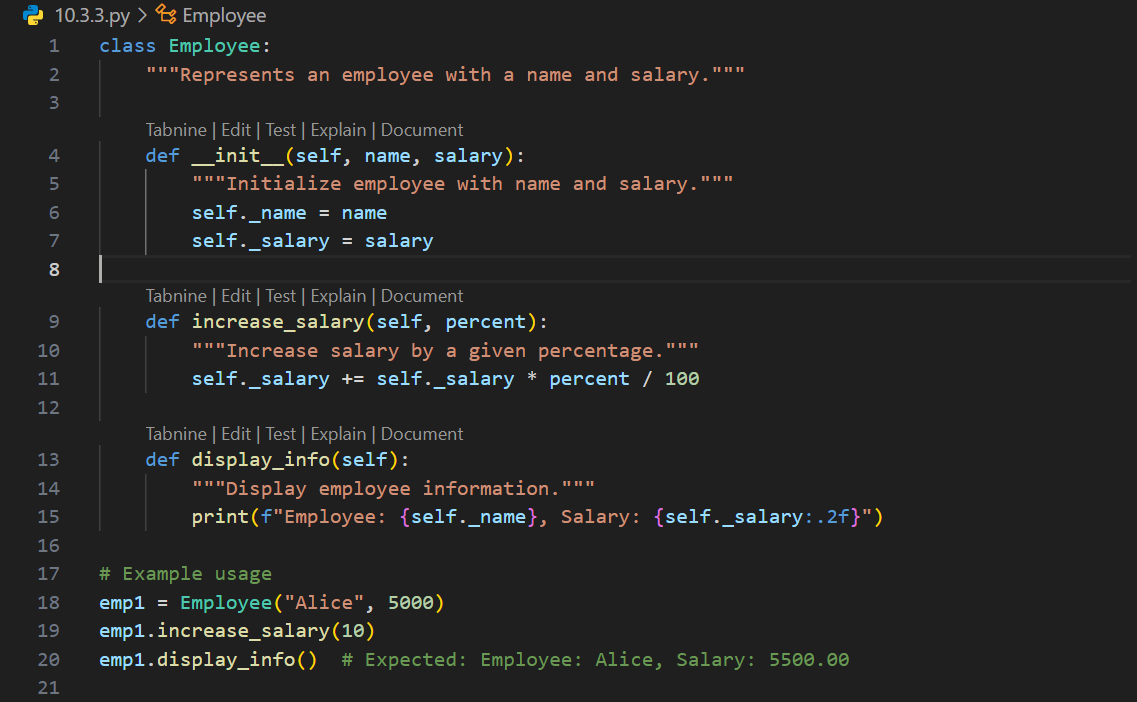 10.3.3.py > Employee
1 class Employee:
2     """Represents an employee with a name and salary."""
3
Tabnine | Edit | Test | Explain | Document
4     def __init__(self, name, salary):
5         """Initialize employee with name and salary."""
6         self._name = name
7         self._salary = salary
8
Tabnine | Edit | Test | Explain | Document
9     def increase_salary(self, percent):
10         """Increase salary by a given percentage."""
11         self._salary += self._salary * percent / 100
12
Tabnine | Edit | Test | Explain | Document
13     def display_info(self):
14         """Display employee information."""
15         print(f"Employee: {self._name}, Salary: {self._salary:.2f}")
16
17 # Example usage
18 emp1 = Employee("Alice", 5000)
19 emp1.increase_salary(10)
20 emp1.display_info()  # Expected: Employee: Alice, Salary: 5500.00
21